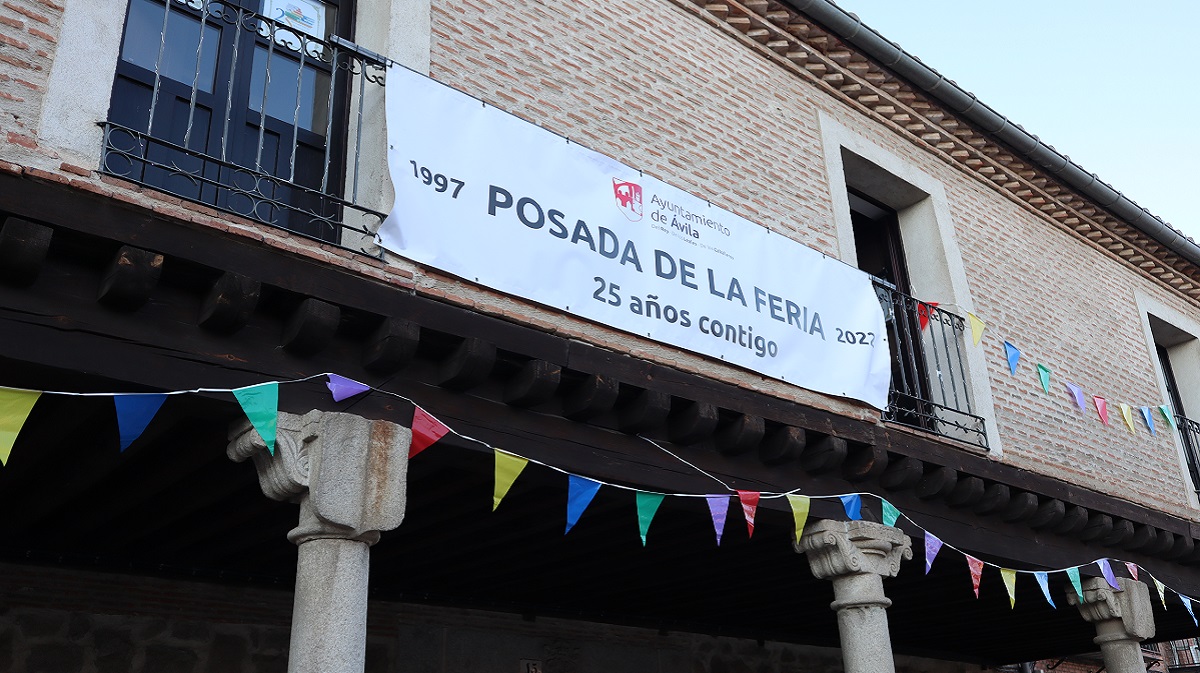 Ayuntamiento
de Ávila
1997 POSADA DE LA FERIA 2022
25 años contigo